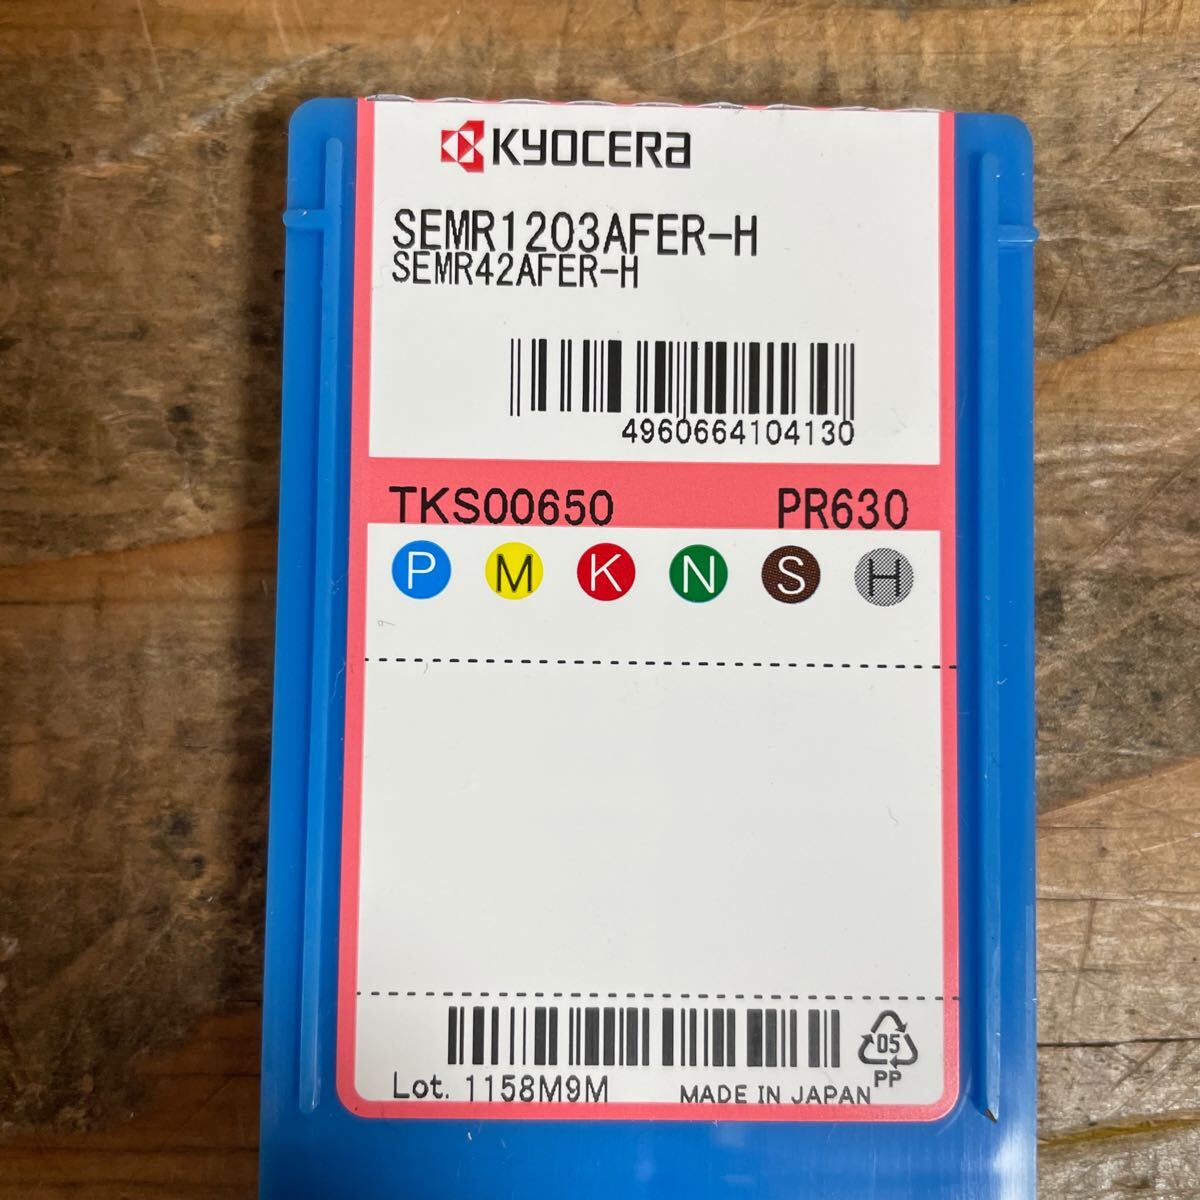 KYOCERA
SEMR1203AFER-H
SEMR42AFER-H
4960664104130
TKS00650 PR630
P M K N S H
Lot. 1158M9M
MADE IN JAPAN
05
PP